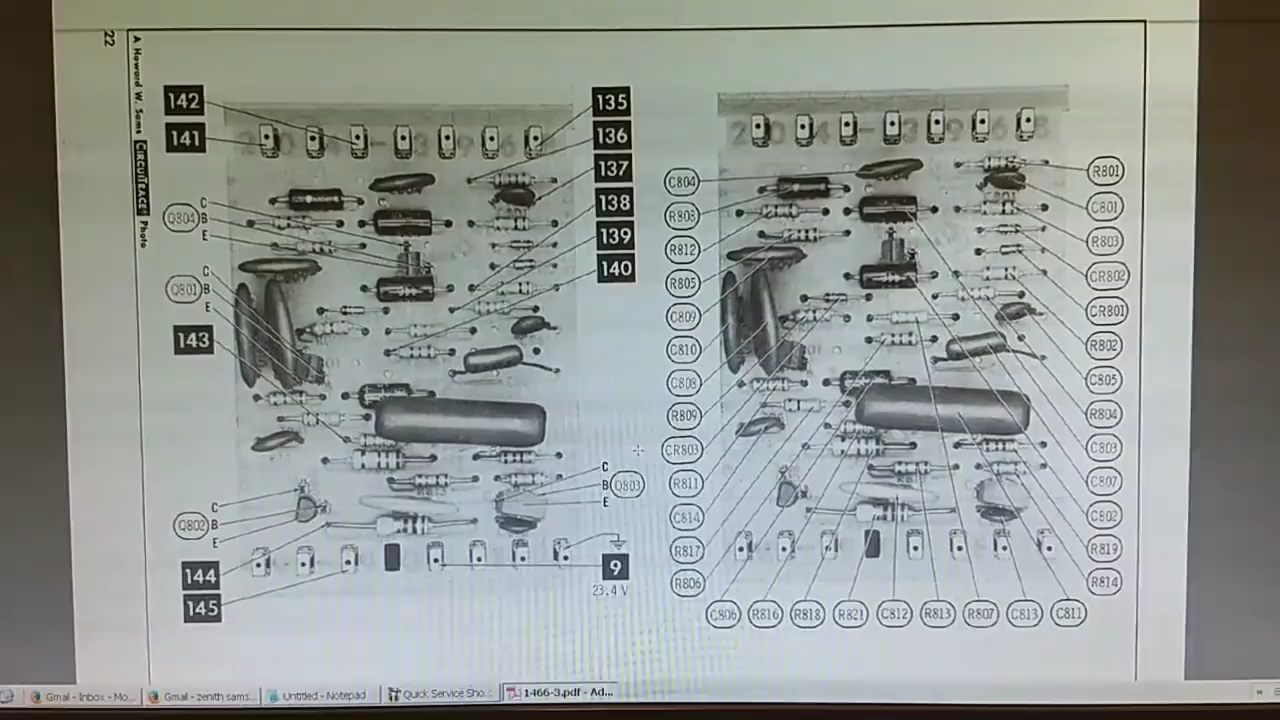 22
A Howard W. Sams CIRCUITRACE Photo
142
141
C
Q804
B
E
C
Q801
B
E
143
C
Q802
B
E
144
145
135
136
137
138
139
140
C
B
Q803
E
9
23.4 V
C804
R808
R812
R805
C809
C810
C808
R809
CR803
R811
C814
R817
R806
C806
R816
R818
R821
C812
R813
R807
C813
C811
R801
C801
R803
CR802
CR801
R802
C805
R804
C803
C807
C802
R819
R814
Gmail - Inbox - Mo...
Gmail - zenith sams...
Untitled - Notepad
Quick Service Sho...
1466-3.pdf - Ad...